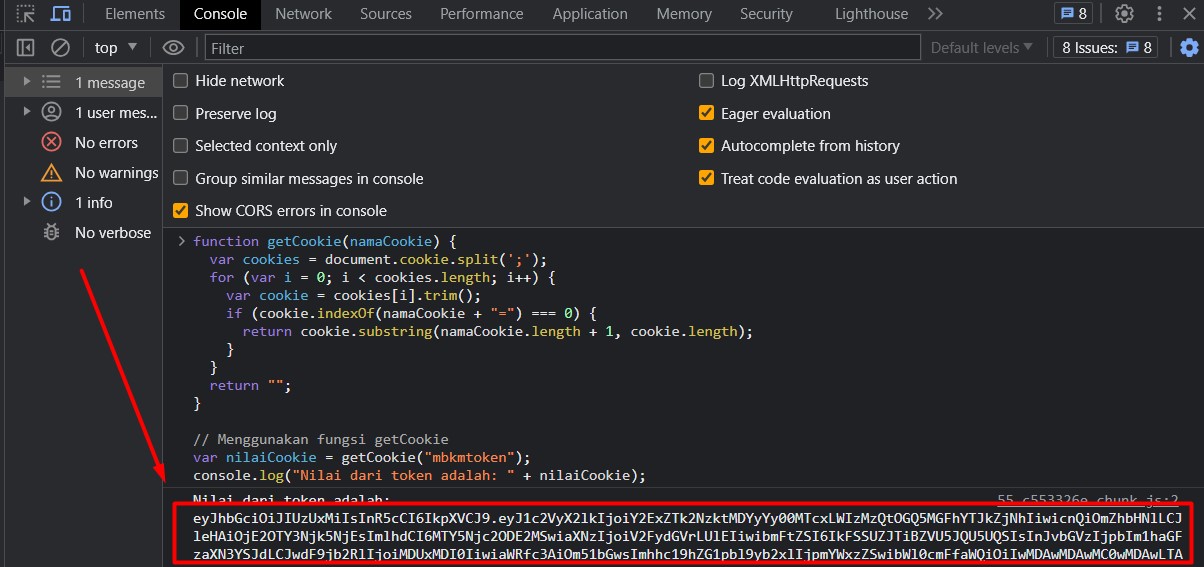 Elements Console Network Sources Performance Application Memory Security Lighthouse 8
top Filter Default levels 8 Issues: 8
1 message
1 user mes...
No errors
No warnings
1 info
No verbose
Hide network
Log XMLHttpRequests
Preserve log
Eager evaluation
Selected context only
Autocomplete from history
Group similar messages in console
Treat code evaluation as user action
Show CORS errors in console
function getCookie(namaCookie) {
var cookies = document.cookie.split(';');
for (var i = 0; i < cookies.length; i++) {
var cookie = cookies[i].trim();
if (cookie.indexOf(namaCookie + "=") === 0) {
return cookie.substring(namaCookie.length + 1, cookie.length);
}
}
return "";
}
// Menggunakan fungsi getCookie
var nilaiCookie = getCookie("mbkmtoken");
console.log("Nilai dari token adalah: " + nilaiCookie);
Nilai dari token adalah: 55.c553326e.chunk.js:2
eyJhbGciOiJIUzUxMiIsInR5cCI6IkpXVCJ9.eyJ1c2VyX2lkIjoiY2ExZTk2NzktMDYyYy00MTcxLWIzMzQtOGQ5MGFhYTJkZjNhIiwicnQiOmZhbHNlLCJ
leHAiOjE2OTY3Njk5NjEsImlhdCI6MTY5Njc2ODE2MSwiaXNzIjoiV2FydGVrLUlEIiwibmFtZSI6IkFSSUZJTiBZVU5JQU5UQSIsInJvbGVzIjpbIm1haGF
zaXN3YSJdLCJwdF9jb2RlIjoiMDUxMDI0IiwiaWRfc3AiOm51bGwsImhhc19hZG1pbl9yb2xlIjpmYWxzZSwibWl0cmFfaWQiOiIwMDAwMDAwMC0wMDAwLTA